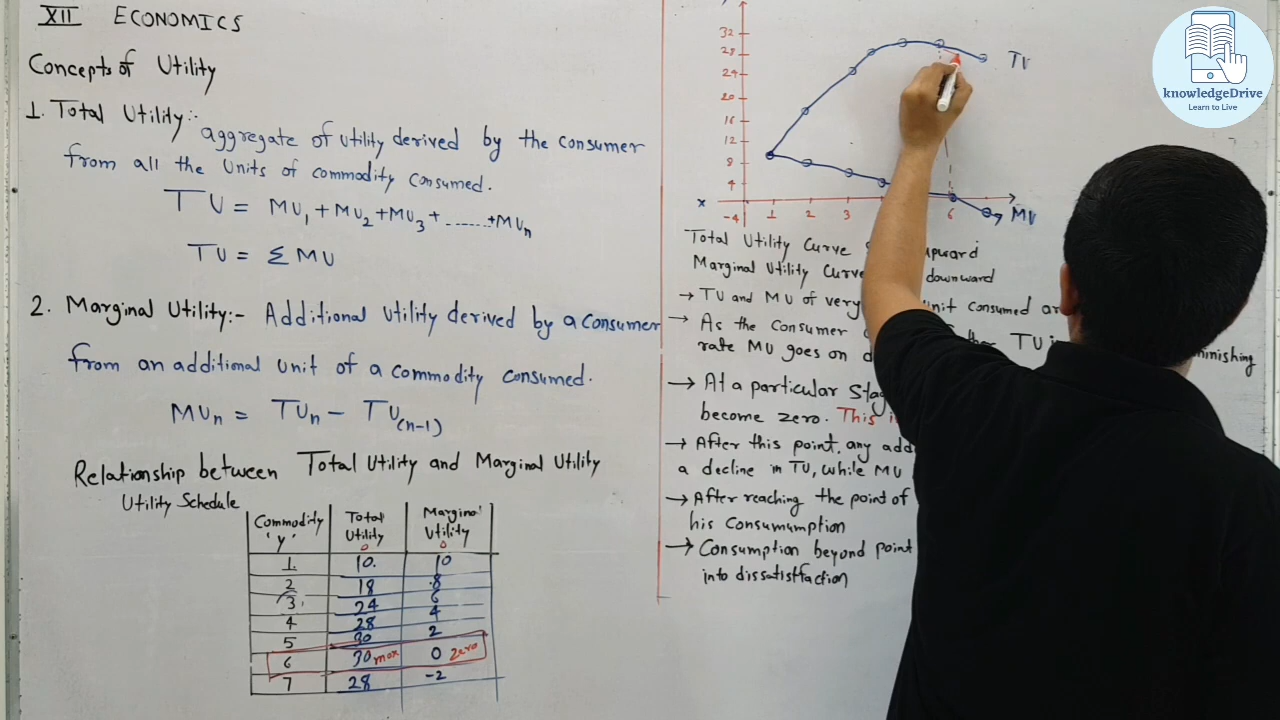 XII ECONOMICS
Concepts of Utility
1. Total Utility:- aggregate of utility derived by the consumer
from all the units of commodity consumed.
TU = MU1 + MU2 + MU3 + ....... + MUn
TU = Σ MU
2. Marginal Utility:- Additional utility derived by a consumer
from an additional unit of a commodity consumed.
MUn = TUn - TU(n-1)
Relationship between Total Utility and Marginal Utility
Utility Schedule
Commodity 'y' Total Utility Marginal Utility
0 0
1. 10. 10
2 18 8
3 24 6
4 28 4
5 30 2
6 30 max 0 zero
7 28 -2
32
28
24
20
16
12
8
4
-4
x 1 2 3 6
TU
MU
Total Utility Curve upward
Marginal Utility Curve downward
→ TU and MU of very unit consumed
→ As the consumer TU
rate MU goes on minishing
→ At a particular
become zero. This
→ After this point, any
a decline in TU, while MU
→ After reaching the point of
his Consumumption
→ Consumption beyond point
into dissatistfaction
knowledgeDrive
Learn to Live